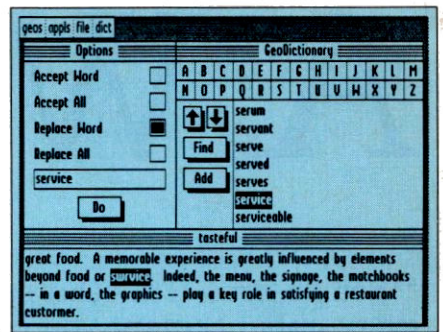 geos appls file dict
Options
GeoDictionary
Accept Word
Accept All
Replace Word
Replace All
service
Do
A B C D E F G H I J K L M
N O P Q R S T U V W X Y Z
Find
Add
serum
servant
serve
served
serves
service
serviceable
tasteful
great food. A memorable experience is greatly influenced by elements
beyond food or survice. Indeed, the menu, the signage, the matchbooks
-- in a word, the graphics -- play a key role in satisfying a restaurant
custormer.